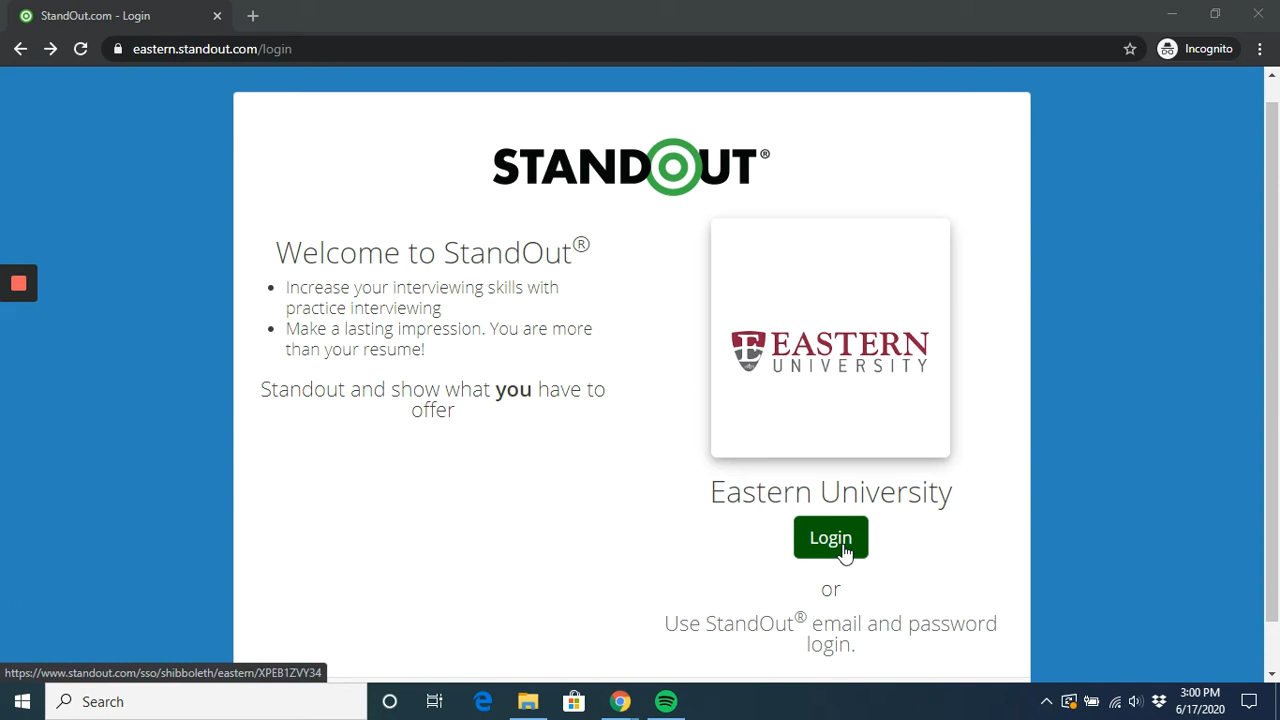 StandOut.com - Login
eastern.standout.com/login
Incognito
STANDOUT®
Welcome to StandOut®
• Increase your interviewing skills with
practice interviewing
• Make a lasting impression. You are more
than your resume!
Standout and show what you have to
offer
E EASTERN
UNIVERSITY
Eastern University
Login
or
Use StandOut® email and password
login.
https://www.standout.com/sso/shibboleth/eastern/XPEB1ZVY34
Search
3:00 PM
6/17/2020